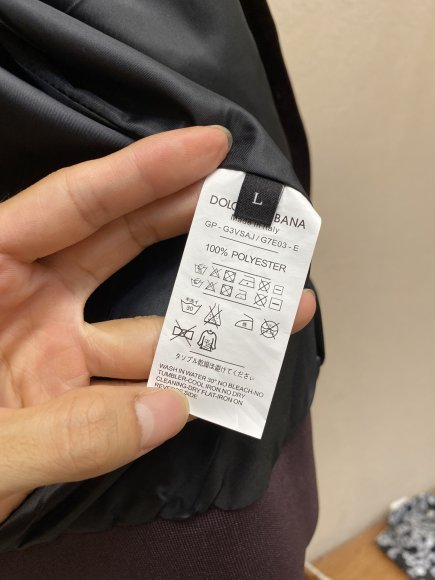 L
DOLCE BANA
Made in Italy
GP - G3VSAJ / G7E03 - E
100% POLYESTER
30
タンブル乾燥は避けてください
WASH IN WATER 30° NO BLEACH-NO
TUMBLER-COOL IRON NO DRY
CLEANING-DRY FLAT-IRON ON
REVERSE SIDE.